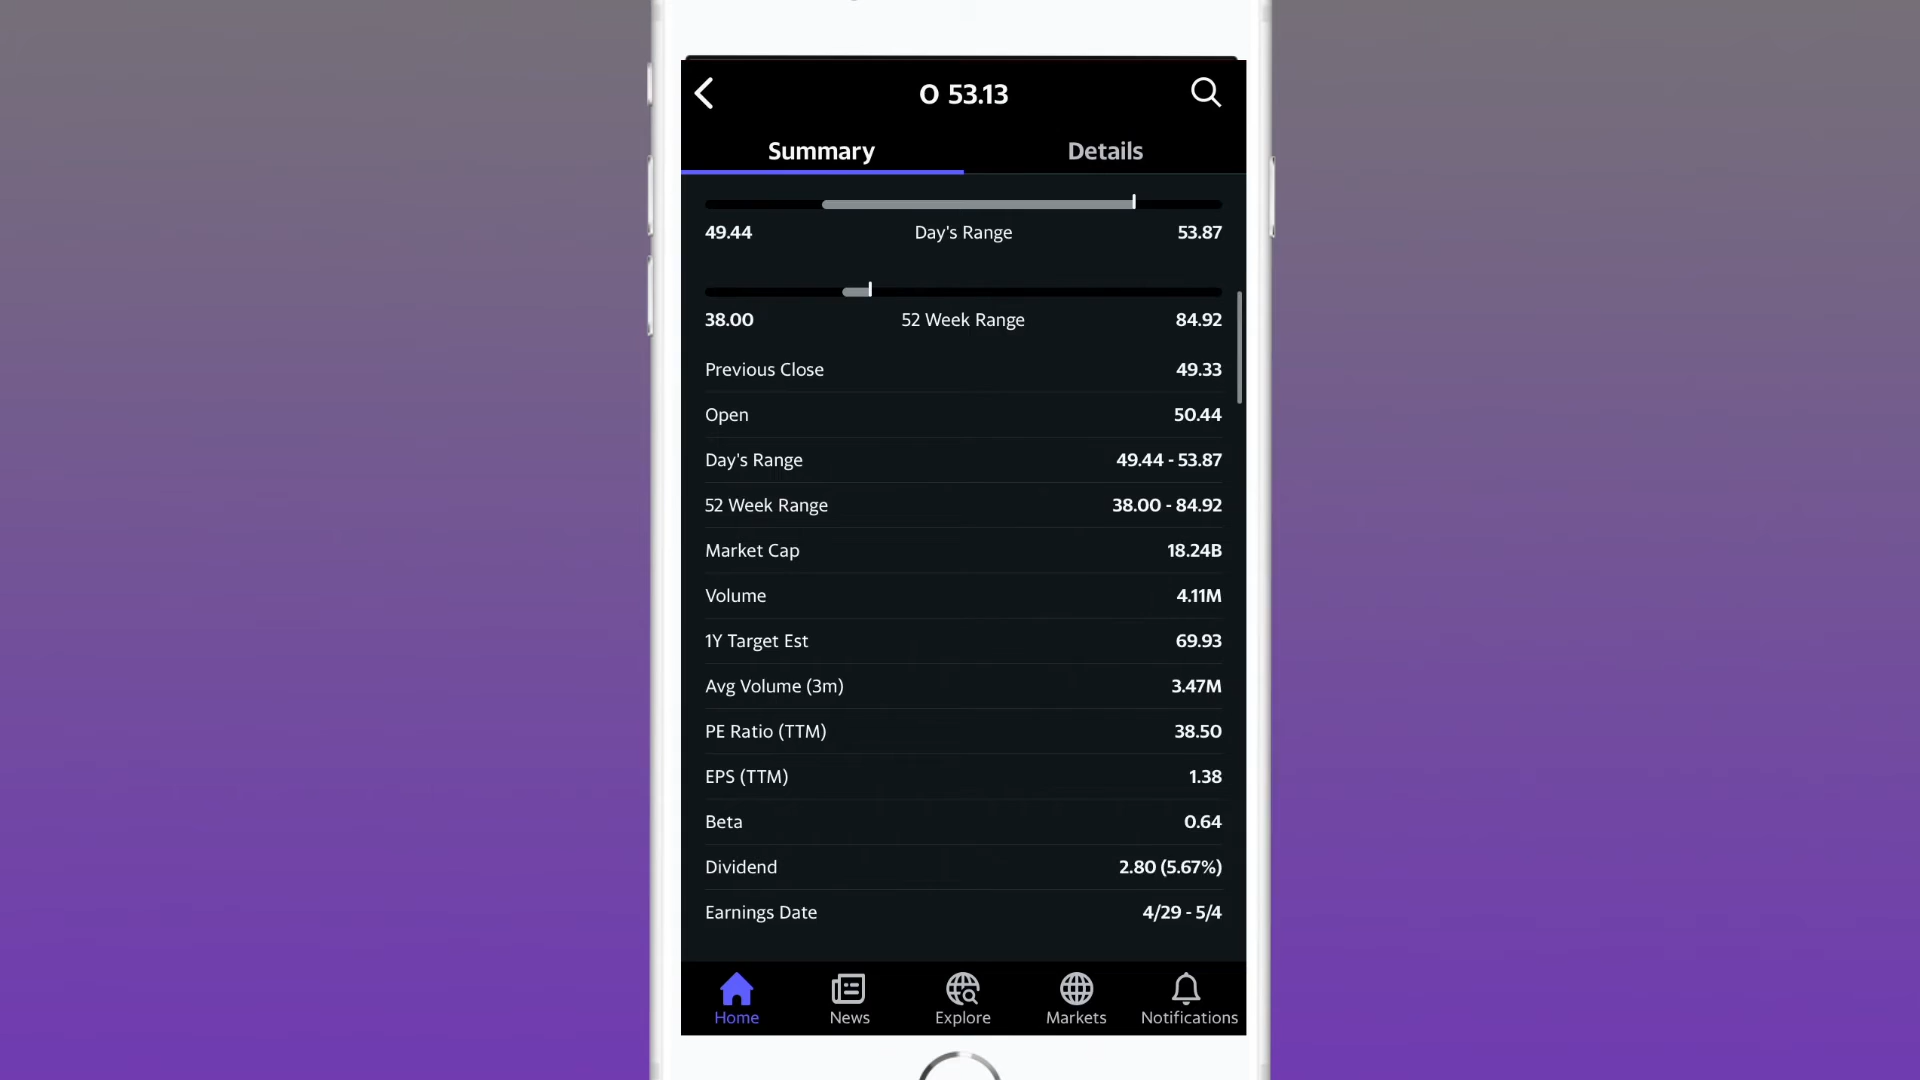 O 53.13
Summary Details
49.44 Day's Range 53.87
38.00 52 Week Range 84.92
Previous Close 49.33
Open 50.44
Day's Range 49.44 - 53.87
52 Week Range 38.00 - 84.92
Market Cap 18.24B
Volume 4.11M
1Y Target Est 69.93
Avg Volume (3m) 3.47M
PE Ratio (TTM) 38.50
EPS (TTM) 1.38
Beta 0.64
Dividend 2.80 (5.67%)
Earnings Date 4/29 - 5/4
Home News Explore Markets Notifications